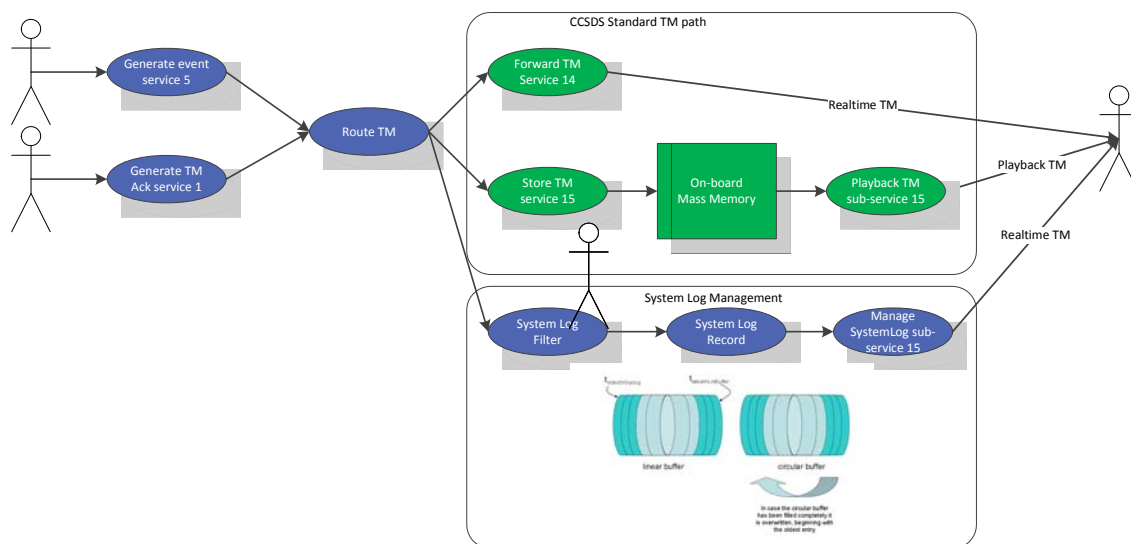 CCSDS Standard TM path
Generate event
service 5
Forward TM
Service 14
Realtime TM
Route TM
Generate TM
Ack service 1
Store TM
service 15
On-board
Mass Memory
Playback TM
sub-service 15
Playback TM
Realtime TM
System Log Management
System Log
Filter
System Log
Record
Manage
SystemLog sub-
service 15
linear buffer
circular buffer
In case the circular buffer
has been filled completely it
is overwritten, beginning with
the oldest entry.